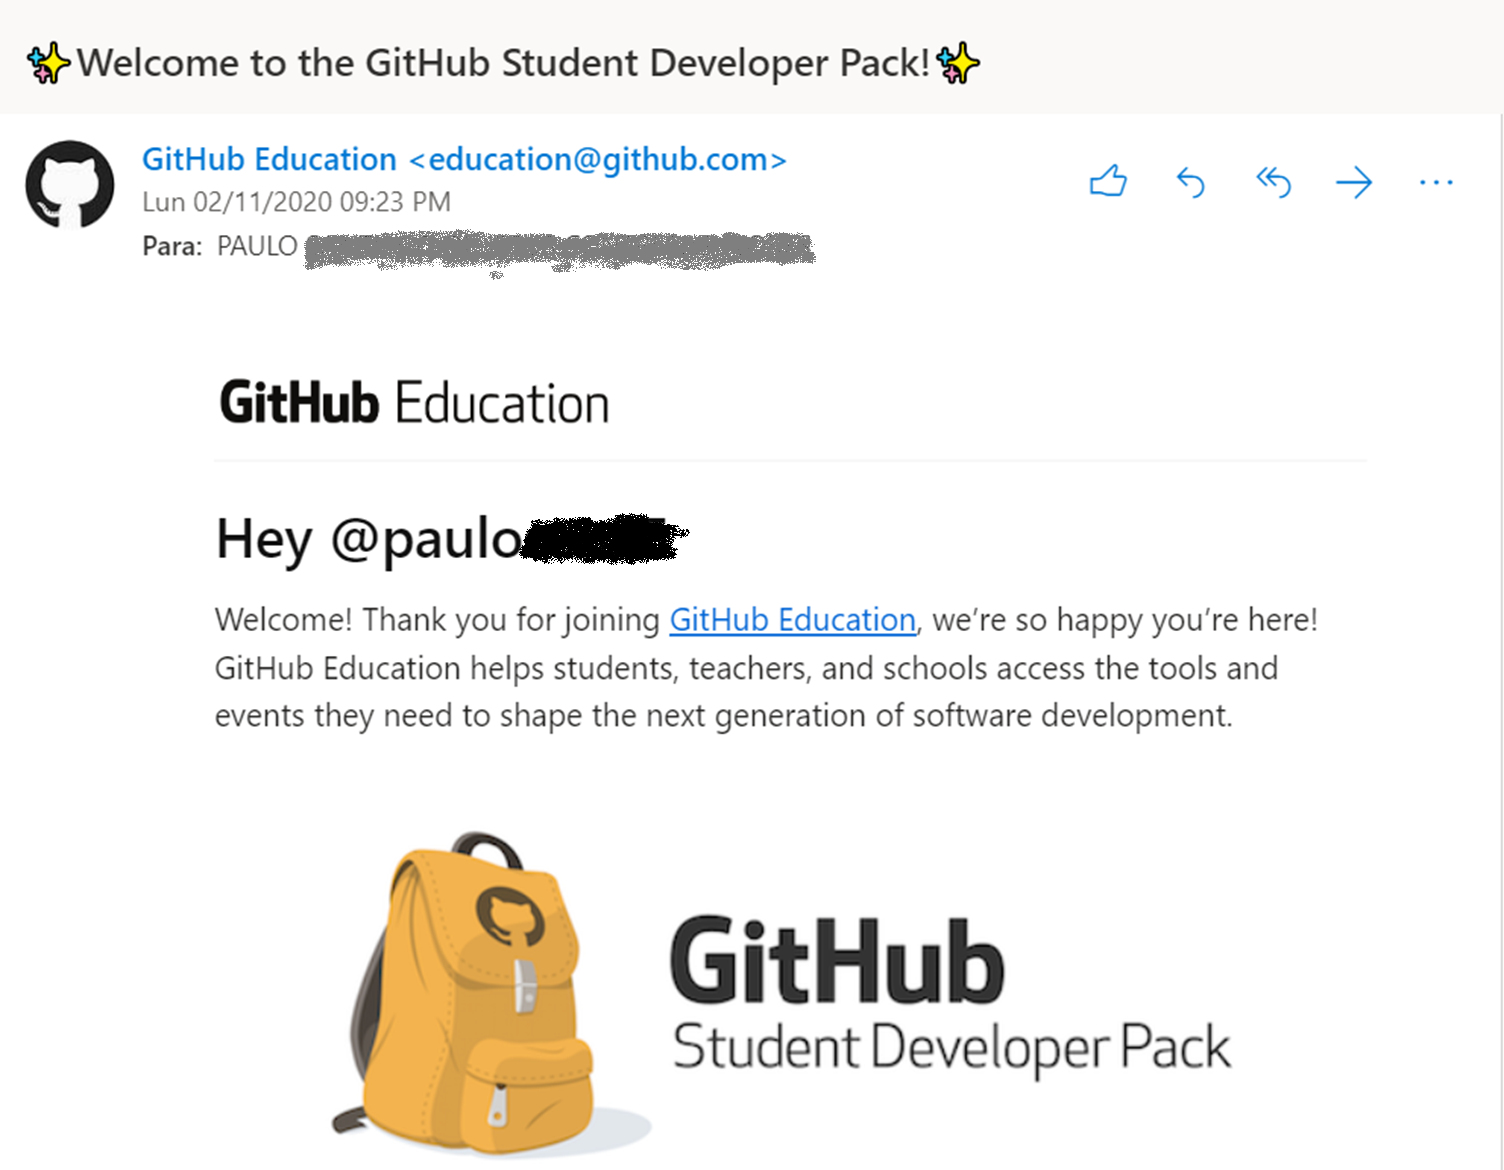 ✨Welcome to the GitHub Student Developer Pack!✨
GitHub Education <education@github.com>
Lun 02/11/2020 09:23 PM
Para: PAULO
GitHub Education
Hey @paulo
Welcome! Thank you for joining GitHub Education, we’re so happy you’re here!
GitHub Education helps students, teachers, and schools access the tools and
events they need to shape the next generation of software development.
GitHub
Student Developer Pack